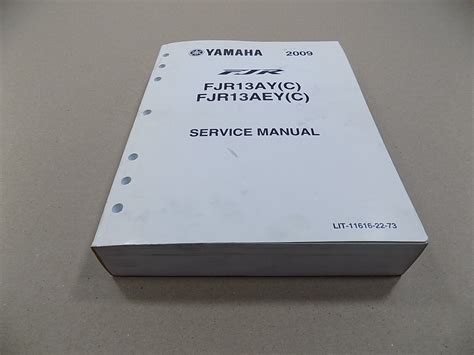 YAMAHA 2009
FJR
FJR13AY(C)
FJR13AEY(C)
SERVICE MANUAL
LIT-11616-22-73